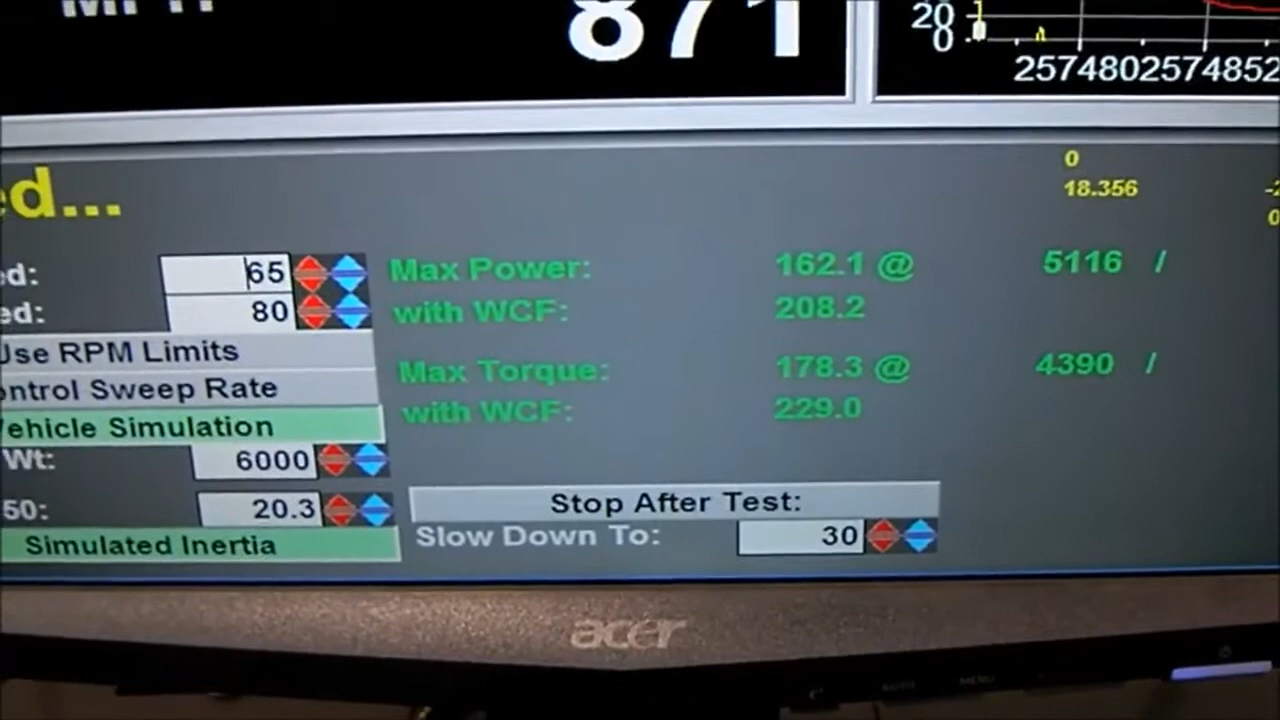 871
20
0
2574802574852
ed...
0
18.356
ed: 65
ed: 80
Max Power: 162.1 @ 5116 /
with WCF: 208.2
Use RPM Limits
ontrol Sweep Rate
Max Torque: 178.3 @ 4390 /
with WCF: 229.0
Vehicle Simulation
Wt: 6000
50: 20.3
Stop After Test:
Simulated Inertia
Slow Down To: 30
acer
MENU